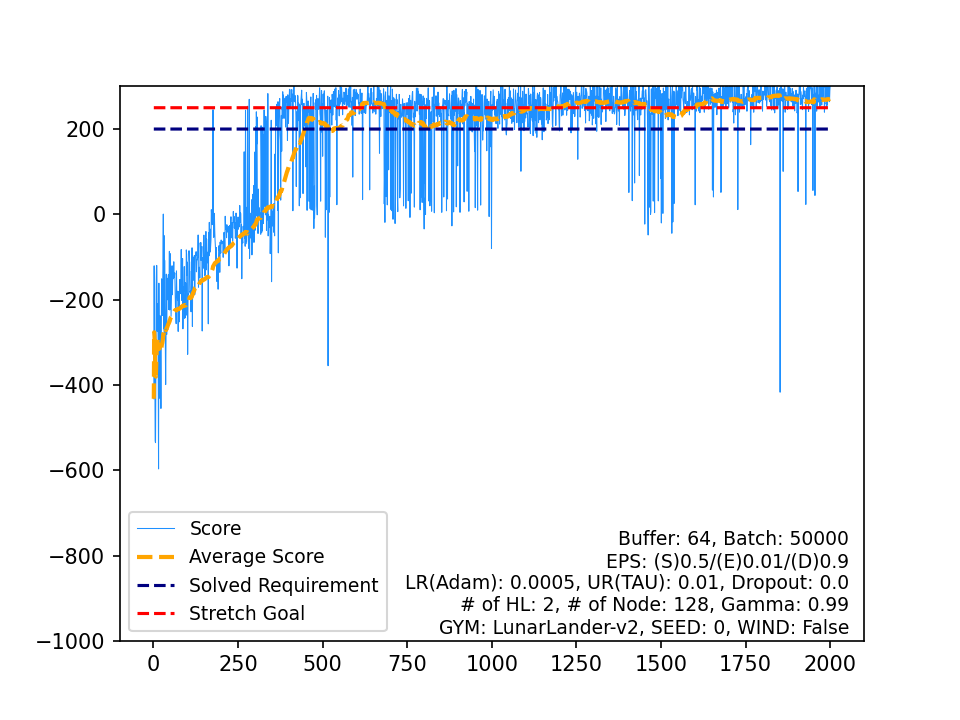 200
0
−200
−400
−600
−800
−1000
0 250 500 750 1000 1250 1500 1750 2000
Score
Average Score
Solved Requirement
Stretch Goal
Buffer: 64, Batch: 50000
EPS: (S)0.5/(E)0.01/(D)0.9
LR(Adam): 0.0005, UR(TAU): 0.01, Dropout: 0.0
# of HL: 2, # of Node: 128, Gamma: 0.99
GYM: LunarLander-v2, SEED: 0, WIND: False